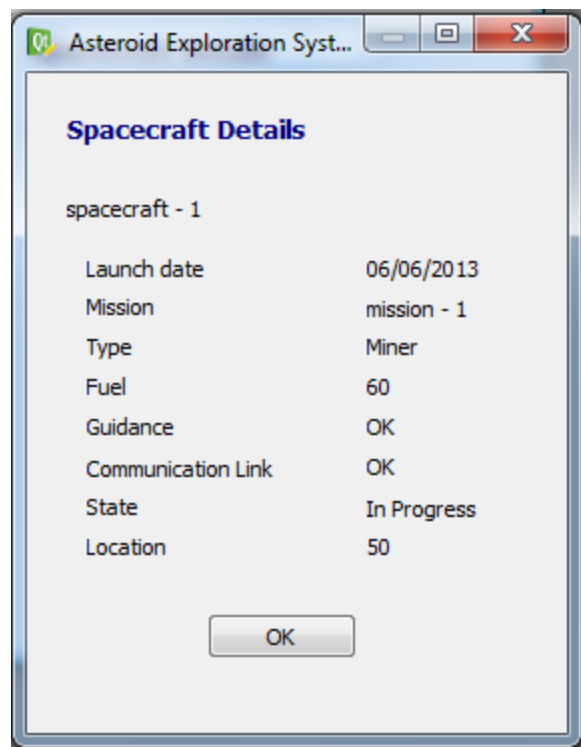 Asteroid Exploration Syst...
Spacecraft Details
spacecraft - 1
Launch date 06/06/2013
Mission mission - 1
Type Miner
Fuel 60
Guidance OK
Communication Link OK
State In Progress
Location 50
OK